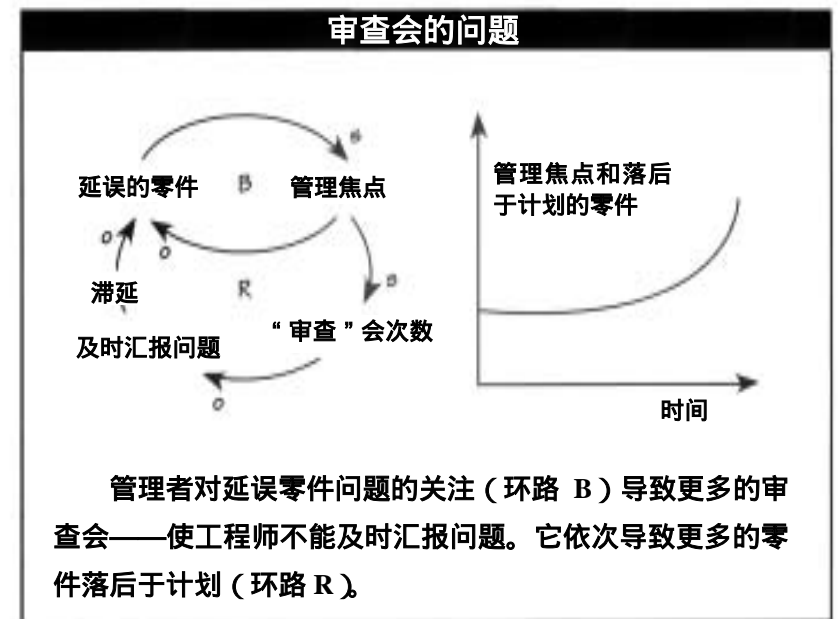 审查会的问题
s
延误的零件
B
管理焦点
o
o
R
s
滞延
“审查”会次数
及时汇报问题
o
管理焦点和落后
于计划的零件
时间
管理者对延误零件问题的关注（环路 B）导致更多的审
查会——使工程师不能及时汇报问题。它依次导致更多的零
件落后于计划（环路 R）。